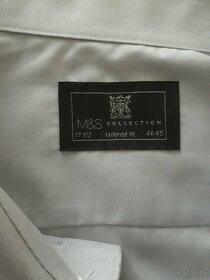 M&S COLLECTION
17 1/2 tailored fit 44-45